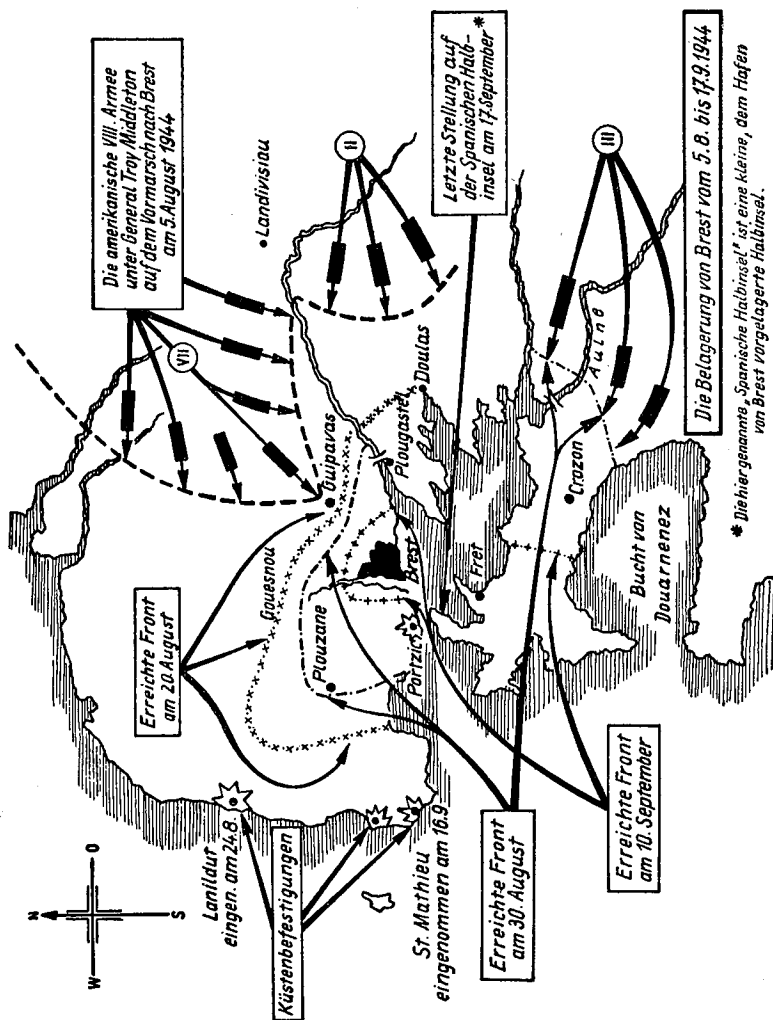 Die amerikanische VIII. Armee
unter General Troy Middleton
auf dem Vormarsch nach Brest
am 5. August 1944
N
W
O
S
Lanildut
eingen. am 24.8.
Küstenbefestigungen
St. Mathieu
eingenommen am 16.9
Erreichte Front
am 20. August
Erreichte Front
am 30. August
Erreichte Front
am 10. September
VII
II
III
Landivisiau
Letzte Stellung auf
der Spanischen Halb-
insel am 17. September*
Guipavas
Gouesnou
Plouzane
Portzic
Brest
Plougastel
Doulas
Fret
Crozon
Aulne
Bucht von
Douarnenez
Die Belagerung von Brest vom 5.8. bis 17.9.1944
* Die hier genannte „Spanische Halbinsel" ist eine kleine, dem Hafen
von Brest vorgelagerte Halbinsel.